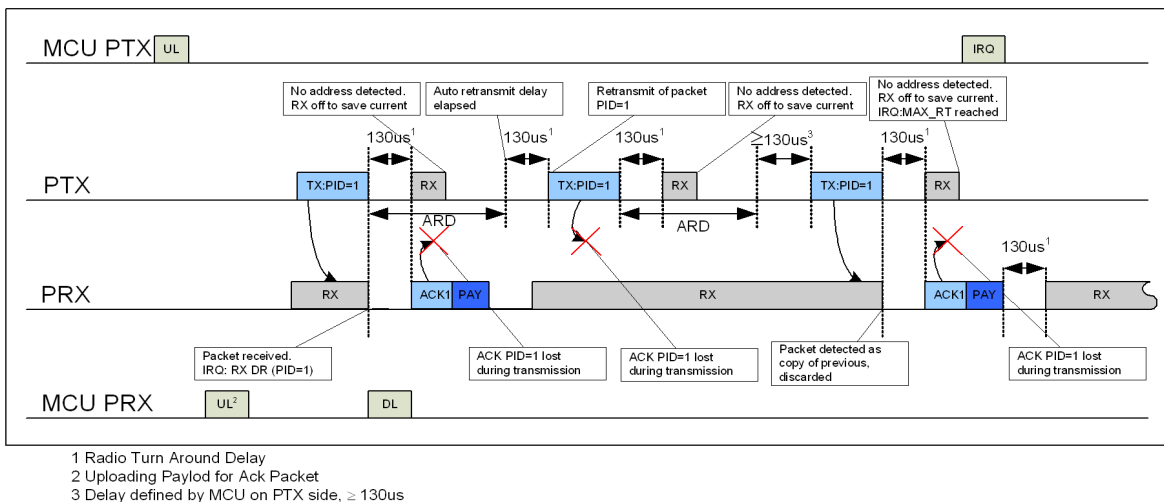 MCU PTX
UL
IRQ
No address detected.
RX off to save current
Auto retransmit delay
elapsed
Retransmit of packet
PID=1
No address detected.
RX off to save current
No address detected.
RX off to save current.
IRQ:MAX_RT reached
130us¹
130us¹
130us¹
≥130us³
130us¹
PTX
TX:PID=1
RX
TX:PID=1
RX
TX:PID=1
RX
ARD
ARD
130us¹
PRX
RX
ACK1
PAY
RX
ACK1
PAY
RX
Packet received.
IRQ: RX DR (PID=1)
ACK PID=1 lost
during transmission
ACK PID=1 lost
during transmission
Packet detected as
copy of previous,
discarded
ACK PID=1 lost
during transmission
MCU PRX
UL²
DL
1 Radio Turn Around Delay
2 Uploading Paylod for Ack Packet
3 Delay defined by MCU on PTX side, ≥ 130us